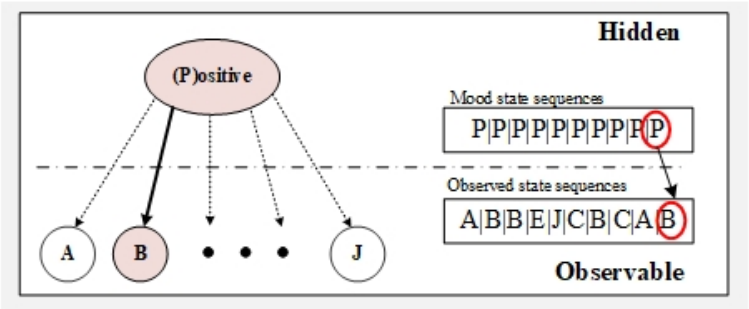 Hidden
(P)ositive
Mood state sequences
P|P|P|P|P|P|P|P|P|P
Observed state sequences
A|B|B|E|J|C|B|C|A|B
A B J
Observable